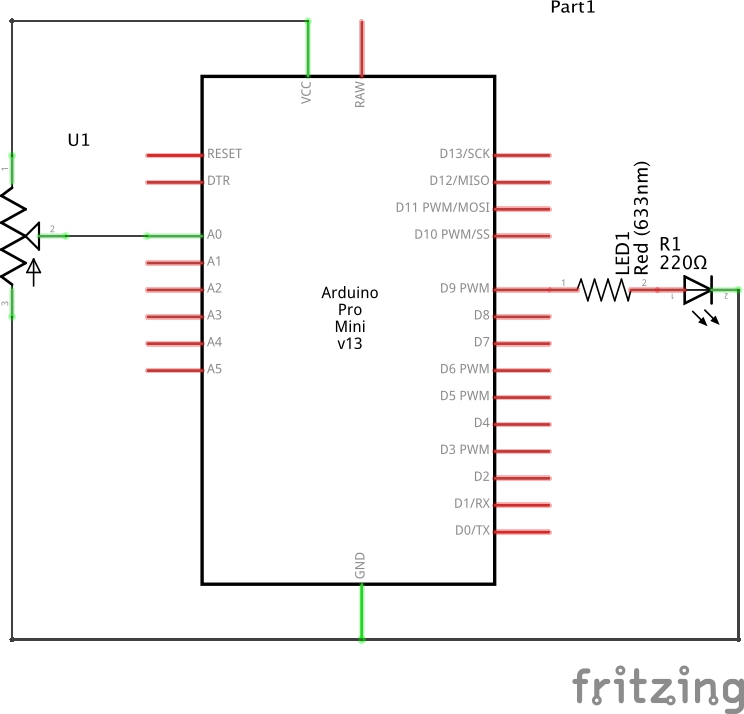 Part1
U1
1
2
3
VCC
RAW
RESET
DTR
A0
A1
A2
A3
A4
A5
Arduino
Pro
Mini
v13
D13/SCK
D12/MISO
D11 PWM/MOSI
D10 PWM/SS
D9 PWM
D8
D7
D6 PWM
D5 PWM
D4
D3 PWM
D2
D1/RX
D0/TX
GND
1
2
LED1
Red (633nm)
R1
220Ω
1
2
fritzing